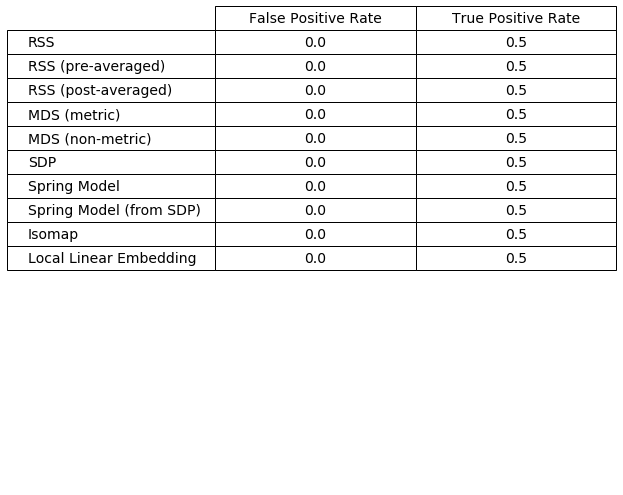 False Positive Rate True Positive Rate
RSS 0.0 0.5
RSS (pre-averaged) 0.0 0.5
RSS (post-averaged) 0.0 0.5
MDS (metric) 0.0 0.5
MDS (non-metric) 0.0 0.5
SDP 0.0 0.5
Spring Model 0.0 0.5
Spring Model (from SDP) 0.0 0.5
Isomap 0.0 0.5
Local Linear Embedding 0.0 0.5